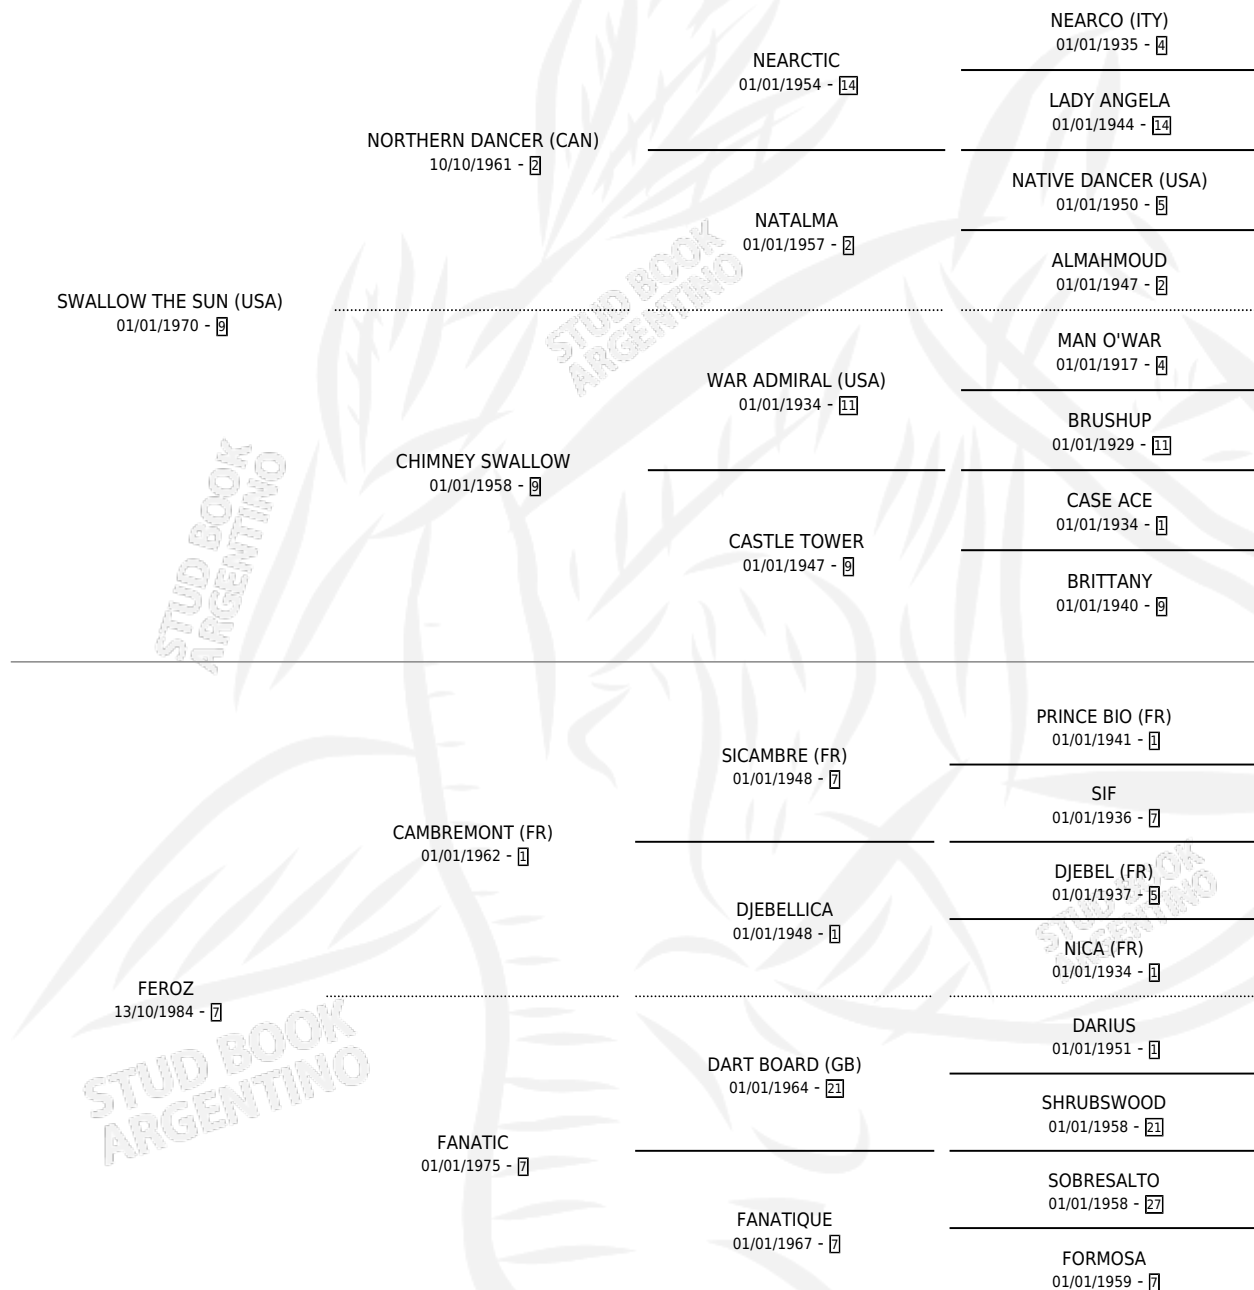 NEARCO (ITY)
01/01/1935 - 4
NEARCTIC
01/01/1954 - 14
LADY ANGELA
01/01/1944 - 14
NORTHERN DANCER (CAN)
10/10/1961 - 2
NATIVE DANCER (USA)
01/01/1950 - 5
NATALMA
01/01/1957 - 2
ALMAHMOUD
01/01/1947 - 2
SWALLOW THE SUN (USA)
01/01/1970 - 9
MAN O'WAR
01/01/1917 - 4
WAR ADMIRAL (USA)
01/01/1934 - 11
BRUSHUP
01/01/1929 - 11
CHIMNEY SWALLOW
01/01/1958 - 9
CASE ACE
01/01/1934 - 1
CASTLE TOWER
01/01/1947 - 9
BRITTANY
01/01/1940 - 9
PRINCE BIO (FR)
01/01/1941 - 1
SICAMBRE (FR)
01/01/1948 - 7
SIF
01/01/1936 - 7
CAMBREMONT (FR)
01/01/1962 - 1
DJEBEL (FR)
01/01/1937 - 5
DJEBELLICA
01/01/1948 - 1
NICA (FR)
01/01/1934 - 1
FEROZ
13/10/1984 - 7
DARIUS
01/01/1951 - 1
DART BOARD (GB)
01/01/1964 - 21
SHRUBSWOOD
01/01/1958 - 21
FANATIC
01/01/1975 - 7
SOBRESALTO
01/01/1958 - 27
FANATIQUE
01/01/1967 - 7
FORMOSA
01/01/1959 - 7
STUD BOOK
ARGENTINO
STUD BOOK
ARGENTINO
STUD BOOK
ARGENTINO
STUD BOOK
ARGENTINO